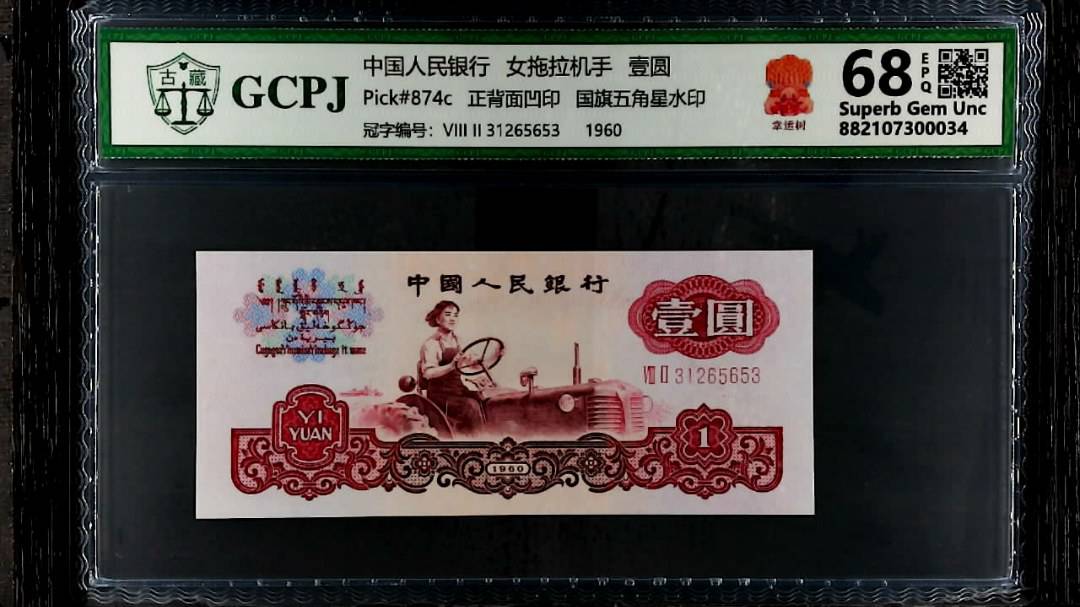 古藏
GCPJ
中国人民银行 女拖拉机手 壹圆
Pick#874c 正背面凹印 国旗五角星水印
冠字编号: VIII II 31265653 1960
幸运树
68 EPQ
Superb Gem Unc
882107300034
中國人民銀行
壹圓
VIII II 31265653
YI
YUAN
1
1960